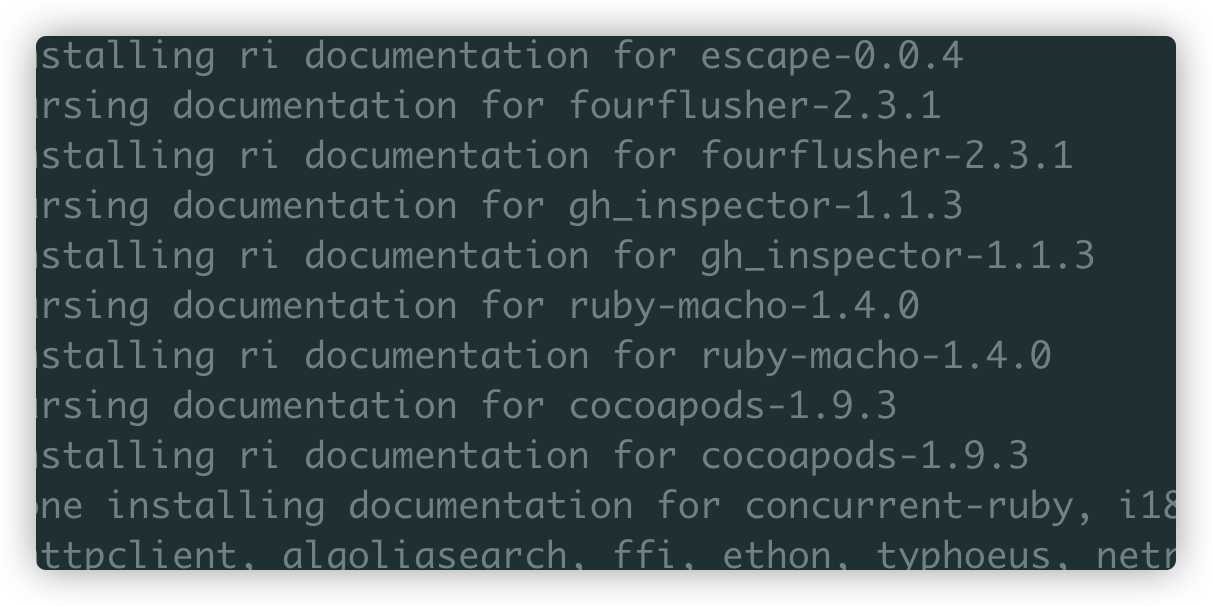 nstalling ri documentation for escape-0.0.4
arsing documentation for fourflusher-2.3.1
nstalling ri documentation for fourflusher-2.3.1
arsing documentation for gh_inspector-1.1.3
nstalling ri documentation for gh_inspector-1.1.3
arsing documentation for ruby-macho-1.4.0
nstalling ri documentation for ruby-macho-1.4.0
arsing documentation for cocoapods-1.9.3
nstalling ri documentation for cocoapods-1.9.3
one installing documentation for concurrent-ruby, i18
ttpclient, algoliasearch, ffi, ethon, typhoeus, netr